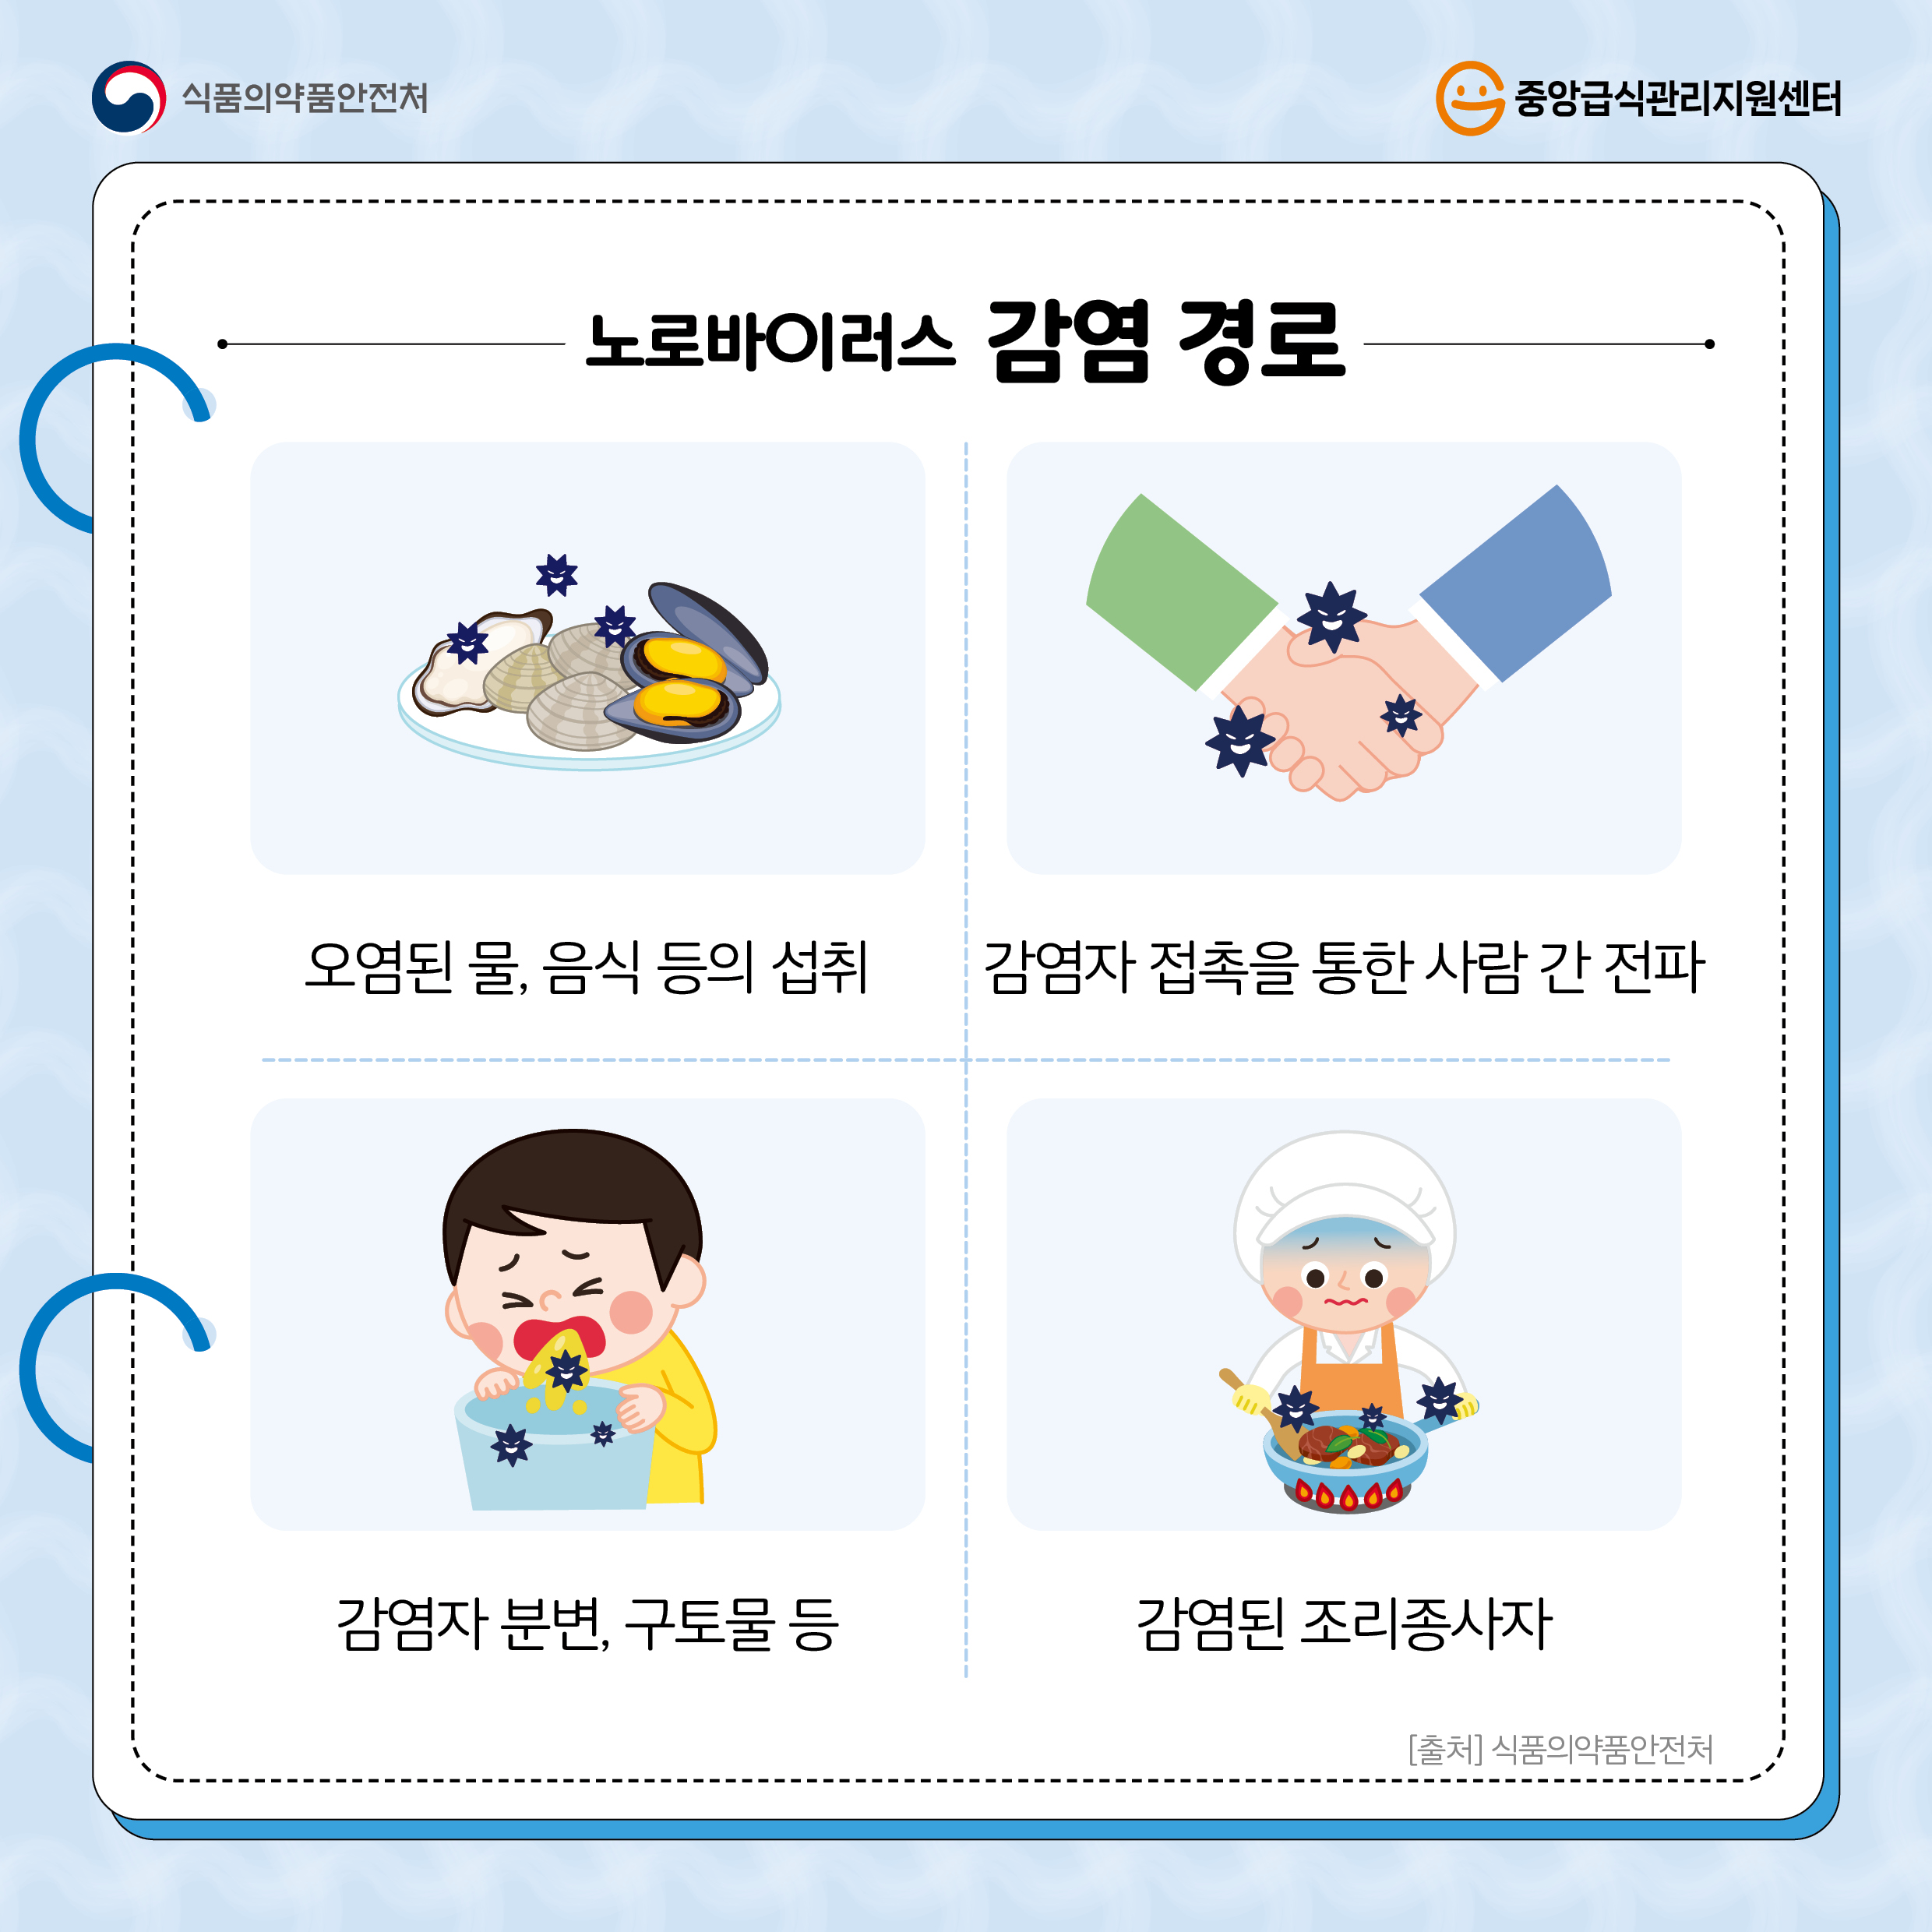 식품의약품안전처
중앙급식관리지원센터
노로바이러스 감염 경로
오염된 물, 음식 등의 섭취
감염자 접촉을 통한 사람 간 전파
감염자 분변, 구토물 등
감염된 조리종사자
[출처] 식품의약품안전처